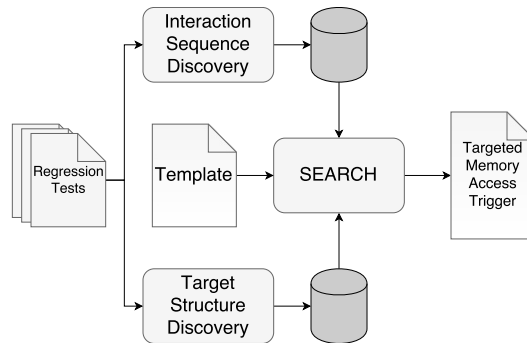 Interaction
Sequence
Discovery
Regression
Tests
Template
SEARCH
Targeted
Memory
Access
Trigger
Target
Structure
Discovery